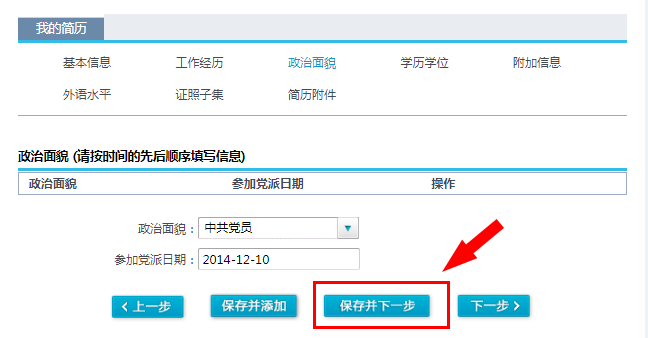 我的简历
基本信息 工作经历 政治面貌 学历学位 附加信息
外语水平 证照子集 简历附件
政治面貌 (请按时间的先后顺序填写信息)
政治面貌 参加党派日期 操作
政治面貌： 中共党员
参加党派日期： 2014-12-10
上一步 保存并添加 保存并下一步 下一步